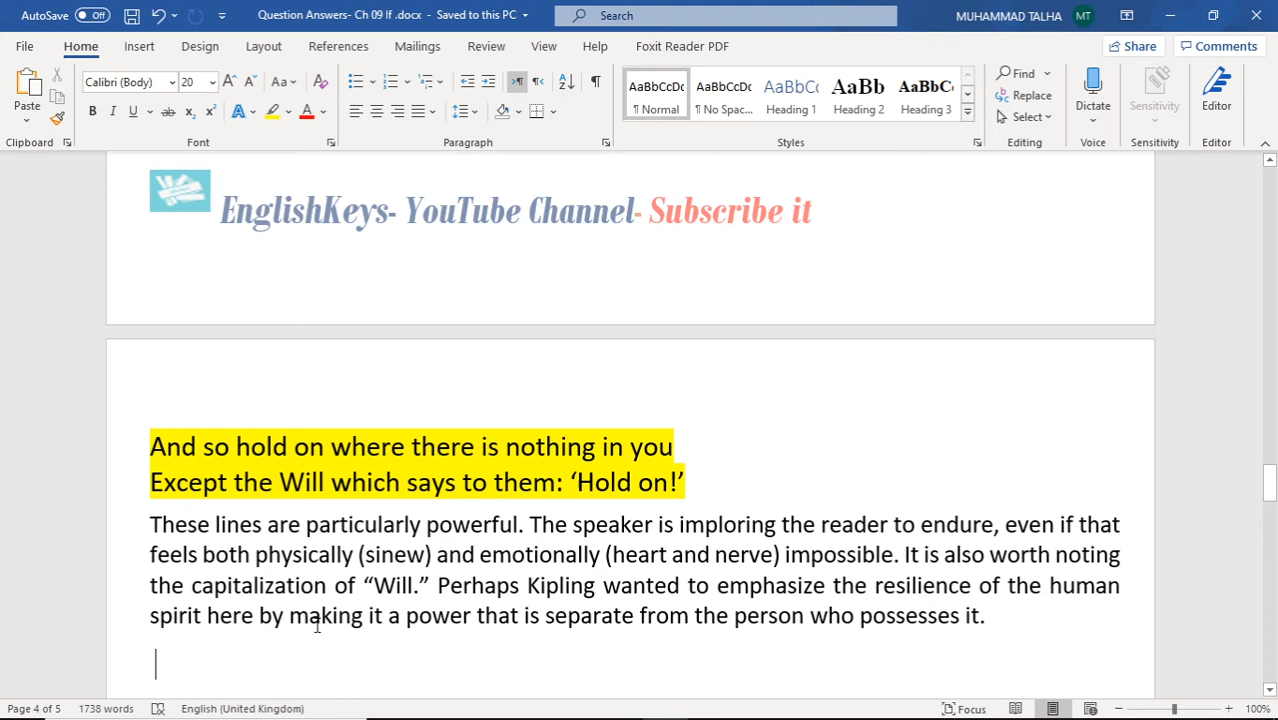 AutoSave Off Question Answers- Ch 09 If .docx - Saved to this PC Search MUHAMMAD TALHA MT
File Home Insert Design Layout References Mailings Review View Help Foxit Reader PDF Share Comments
Calibri (Body) 20 Aa AaBbCcDc AaBbCcDc AaBbCc AaBb AaBbCc Find
Paste Replace Dictate Sensitivity Editor
B I U ab x₂ x² A A ¶ Normal ¶ No Spac... Heading 1 Heading 2 Heading 3 Select
Clipboard Font Paragraph Styles Editing Voice Sensitivity Editor
EnglishKeys- YouTube Channel- Subscribe it
And so hold on where there is nothing in you
Except the Will which says to them: ‘Hold on!’
These lines are particularly powerful. The speaker is imploring the reader to endure, even if that
feels both physically (sinew) and emotionally (heart and nerve) impossible. It is also worth noting
the capitalization of “Will.” Perhaps Kipling wanted to emphasize the resilience of the human
spirit here by making it a power that is separate from the person who possesses it.
Page 4 of 5 1738 words English (United Kingdom) Focus 100%